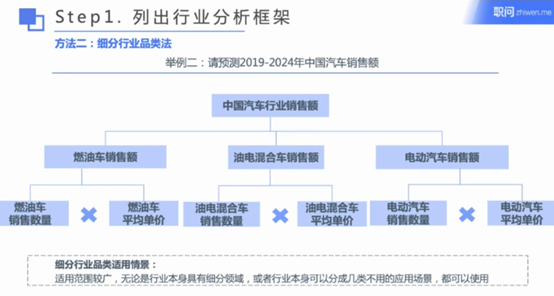 Step1. 列出行业分析框架
职问 zhiwen.me
方法二：细分行业品类法
举例二：请预测2019-2024年中国汽车销售额
中国汽车行业销售额
燃油车销售额
油电混合车销售额
电动汽车销售额
燃油车
销售数量
燃油车
平均单价
油电混合车
销售数量
油电混合车
平均单价
电动汽车
销售数量
电动汽车
平均单价
细分行业品类适用情景：
适用范围较广，无论是行业本身具有细分领域，或者行业本身可以分成几类不用的应用场景，都可以使用